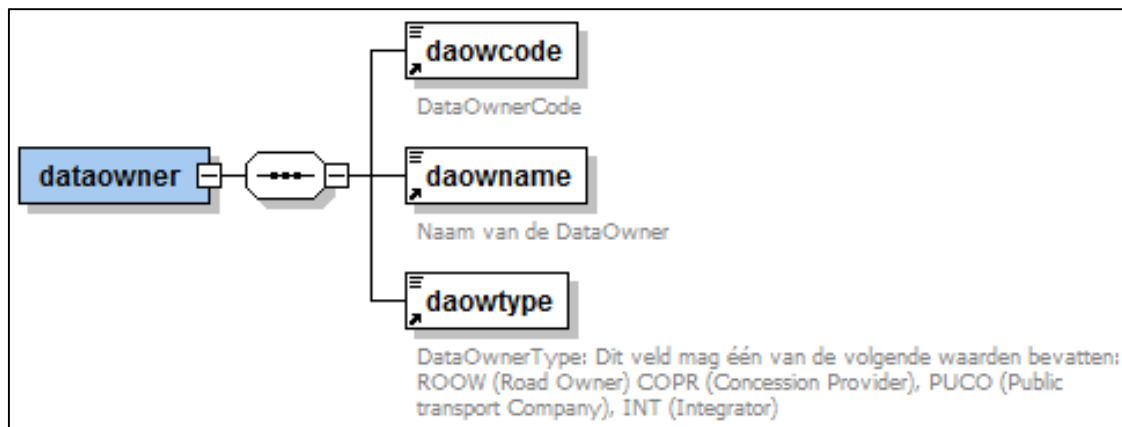 daowcode
DataOwnerCode
dataowner
daowname
Naam van de DataOwner
daowtype
DataOwnerType: Dit veld mag één van de volgende waarden bevatten:
ROOW (Road Owner) COPR (Concession Provider), PUCO (Public
transport Company), INT (Integrator)